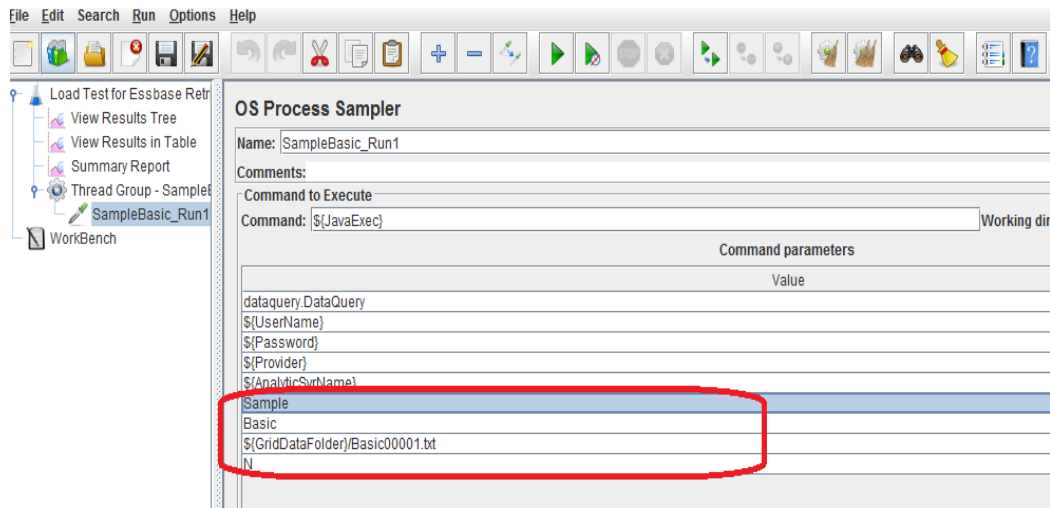 File Edit Search Run Options Help
STOP
?
Load Test for Essbase Retr
View Results Tree
View Results in Table
Summary Report
Thread Group - SampleB
SampleBasic_Run1
WorkBench
OS Process Sampler
Name: SampleBasic_Run1
Comments:
Command to Execute
Command: ${JavaExec} Working dir
Command parameters
Value
dataquery.DataQuery
${UserName}
${Password}
${Provider}
${AnalyticSvrName}
Sample
Basic
${GridDataFolder}/Basic00001.txt
N